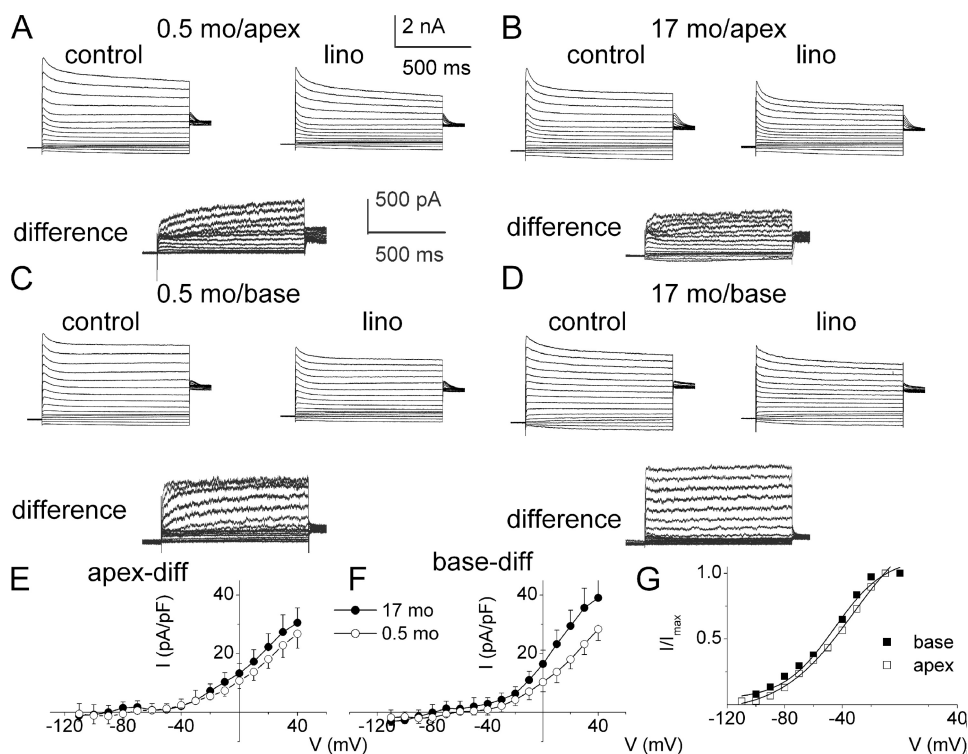 A 0.5 mo/apex
2 nA
500 ms
control lino
difference
500 pA
500 ms
B 17 mo/apex
control lino
difference
C 0.5 mo/base
control lino
difference
D 17 mo/base
control lino
difference
E apex-diff
I (pA/pF)
40
20
-120 -80 -40 0 40
V (mV)
F base-diff
17 mo
0.5 mo
I (pA/pF)
40
20
-120 -80 -40 0 40
V (mV)
G
I/Imax
1.0
0.5
base
apex
-120 -80 -40 0 40
V (mV)